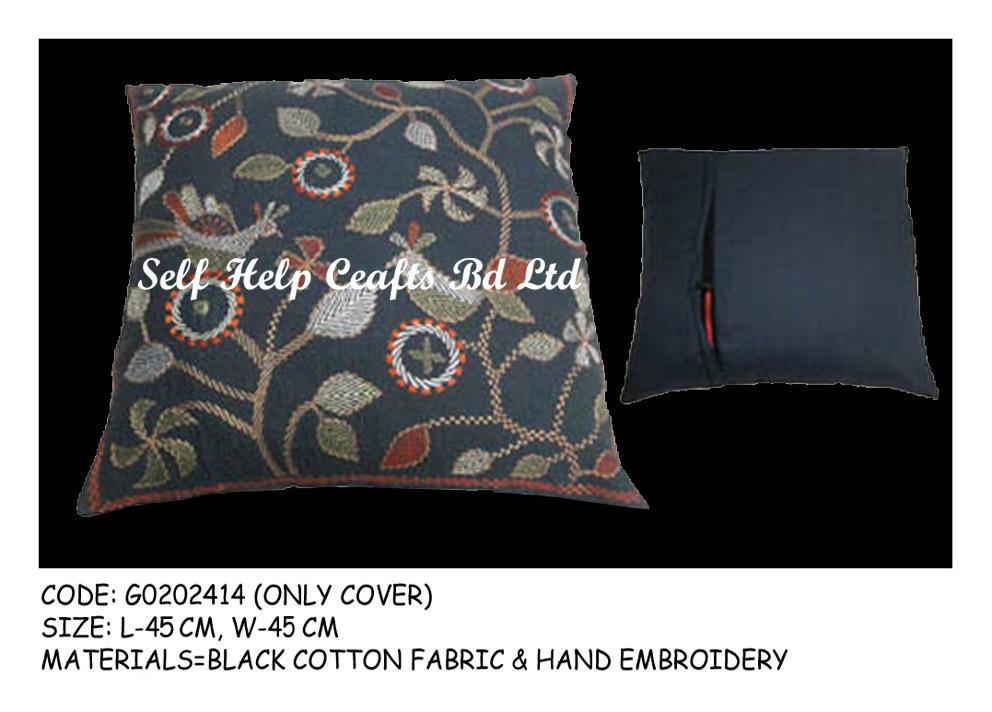 Self Help Ceafts Bd Ltd
CODE: G0202414 (ONLY COVER)
SIZE: L-45 CM, W-45 CM
MATERIALS=BLACK COTTON FABRIC & HAND EMBROIDERY